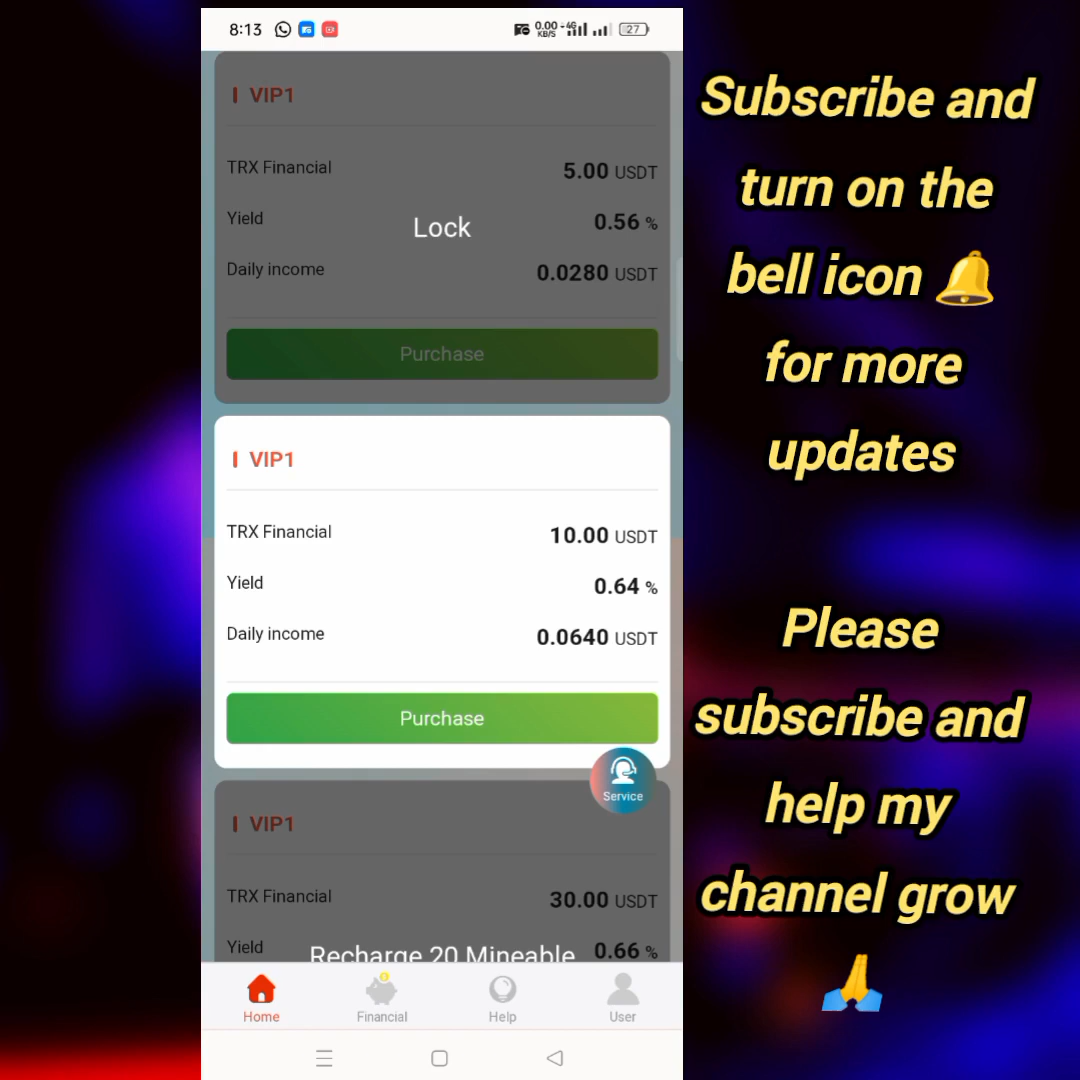 8:13
0.00 KB/S
4G
27
VIP1
TRX Financial 5.00 USDT
Yield 0.56 %
Lock
Daily income 0.0280 USDT
Purchase
VIP1
TRX Financial 10.00 USDT
Yield 0.64 %
Daily income 0.0640 USDT
Purchase
Service
VIP1
TRX Financial 30.00 USDT
Yield 0.66 %
Recharge 20 Mineable
Home Financial Help User
Subscribe and
turn on the
bell icon 🔔
for more
updates
Please
subscribe and
help my
channel grow
🙏